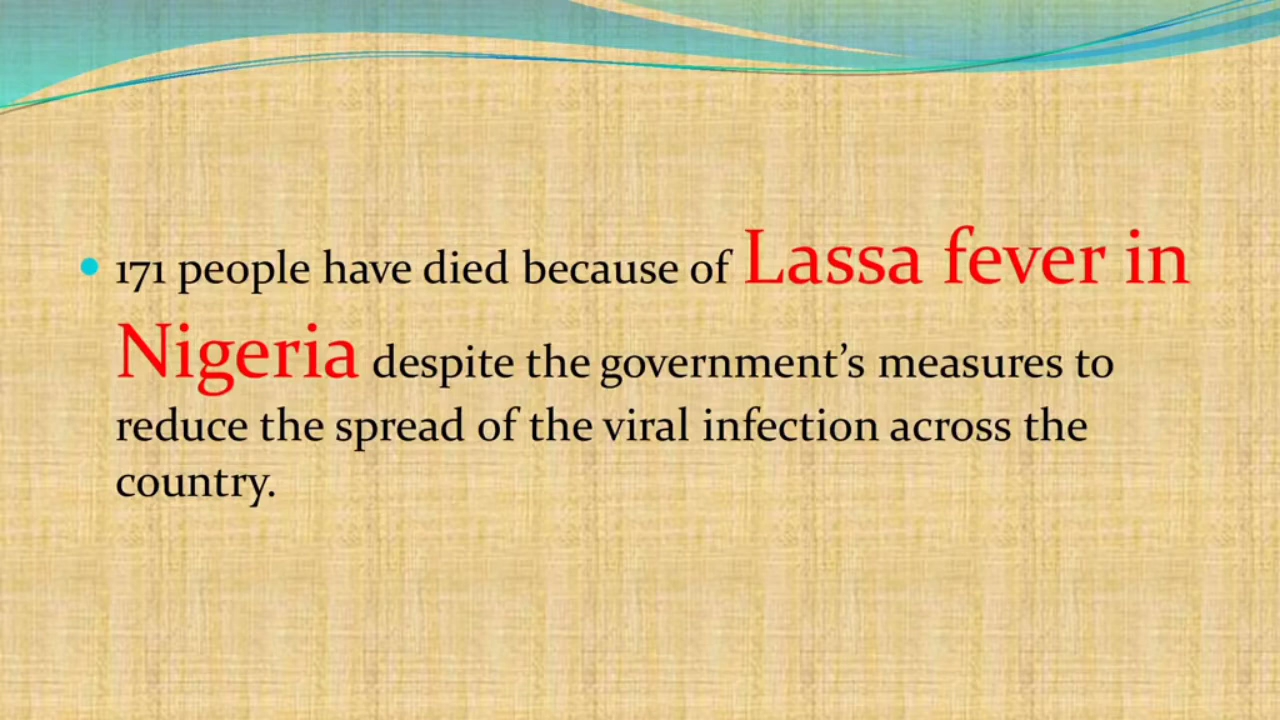 171 people have died because of Lassa fever in
Nigeria despite the government’s measures to
reduce the spread of the viral infection across the
country.